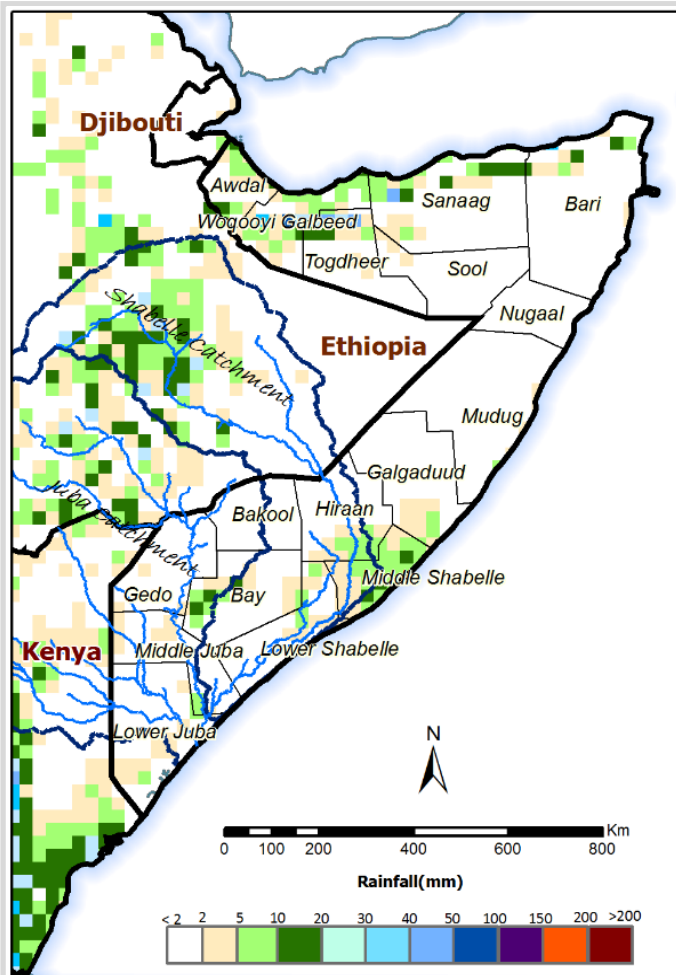 Djibouti
Awdal
Sanaag
Bari
Woqooyi Galbeed
Togdheer
Sool
Nugaal
Shabelle Catchment
Ethiopia
Mudug
Galgaduud
Juba Catchment
Bakool
Hiraan
Middle Shabelle
Gedo
Bay
Kenya
Middle Juba
Lower Shabelle
Lower Juba
N
Km
0 100 200 400 600 800
Rainfall(mm)
< 2 2 5 10 20 30 40 50 100 150 200 >200